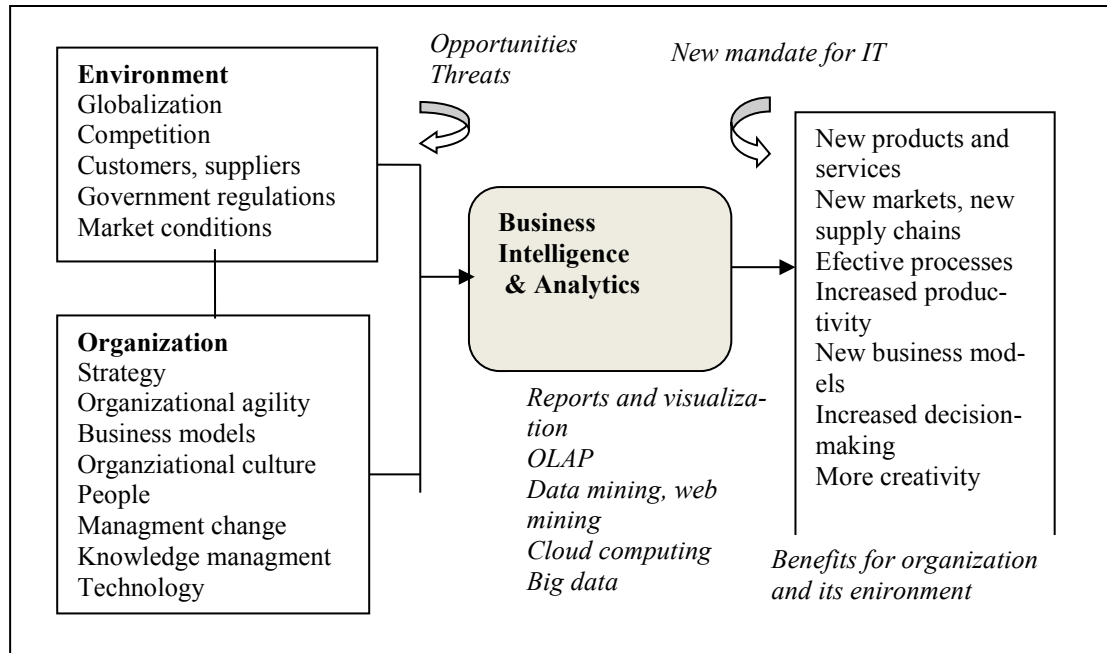 Environment
Globalization
Competition
Customers, suppliers
Government regulations
Market conditions
Organization
Strategy
Organizational agility
Business models
Organziational culture
People
Managment change
Knowledge managment
Technology
Opportunities
Threats
Business
Intelligence
& Analytics
Reports and visualiza-
tion
OLAP
Data mining, web
mining
Cloud computing
Big data
New mandate for IT
New products and
services
New markets, new
supply chains
Efective processes
Increased produc-
tivity
New business mod-
els
Increased decision-
making
More creativity
Benefits for organization
and its enironment